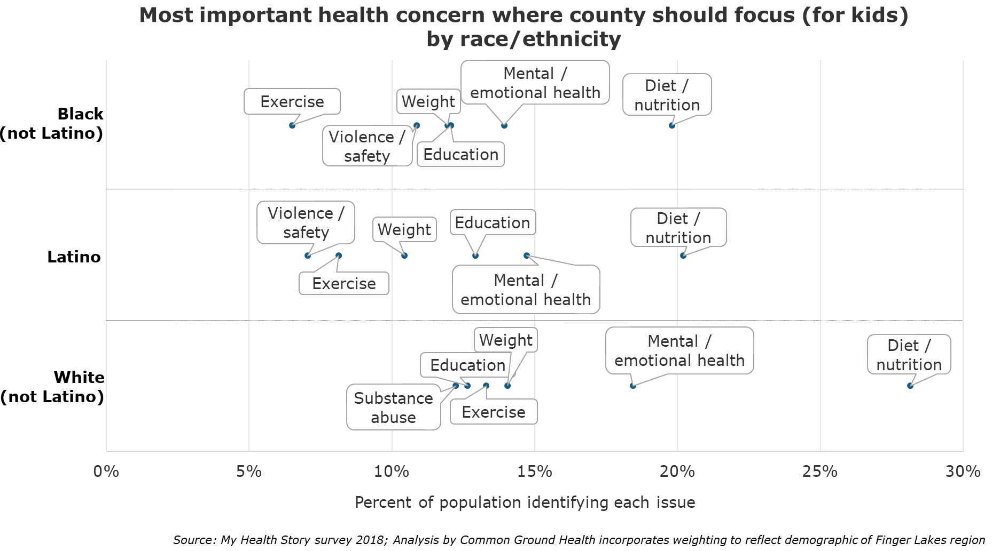 Most important health concern where county should focus (for kids)
by race/ethnicity
Black
(not Latino)
Exercise
Violence /
safety
Weight
Education
Mental /
emotional health
Diet /
nutrition
Latino
Violence /
safety
Exercise
Weight
Education
Mental /
emotional health
Diet /
nutrition
White
(not Latino)
Substance
abuse
Education
Exercise
Weight
Mental /
emotional health
Diet /
nutrition
0% 5% 10% 15% 20% 25% 30%
Percent of population identifying each issue
Source: My Health Story survey 2018; Analysis by Common Ground Health incorporates weighting to reflect demographic of Finger Lakes region